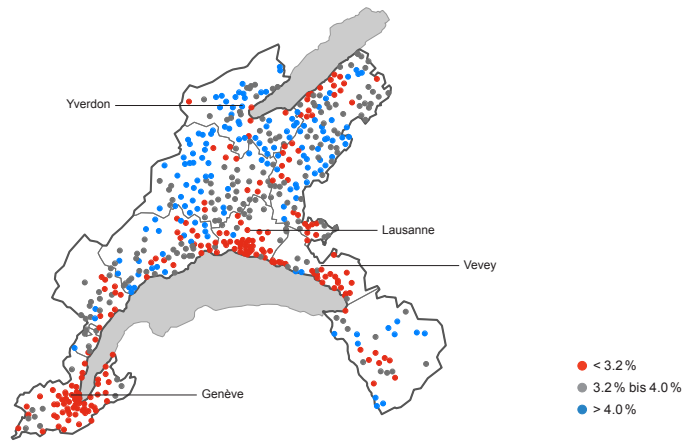 Yverdon
Lausanne
Vevey
Genève
< 3.2 %
3.2 % bis 4.0 %
> 4.0 %